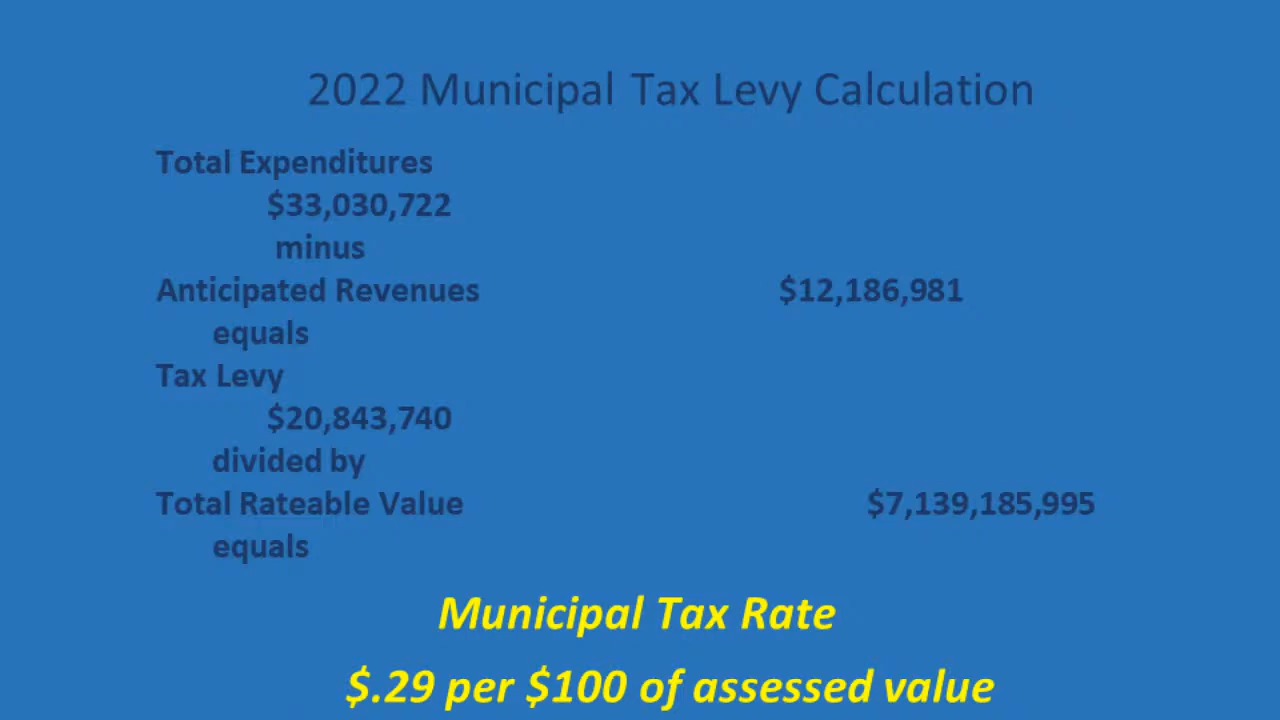 2022 Municipal Tax Levy Calculation
Total Expenditures
$33,030,722
minus
Anticipated Revenues $12,186,981
equals
Tax Levy
$20,843,740
divided by
Total Rateable Value $7,139,185,995
equals
Municipal Tax Rate
$.29 per $100 of assessed value